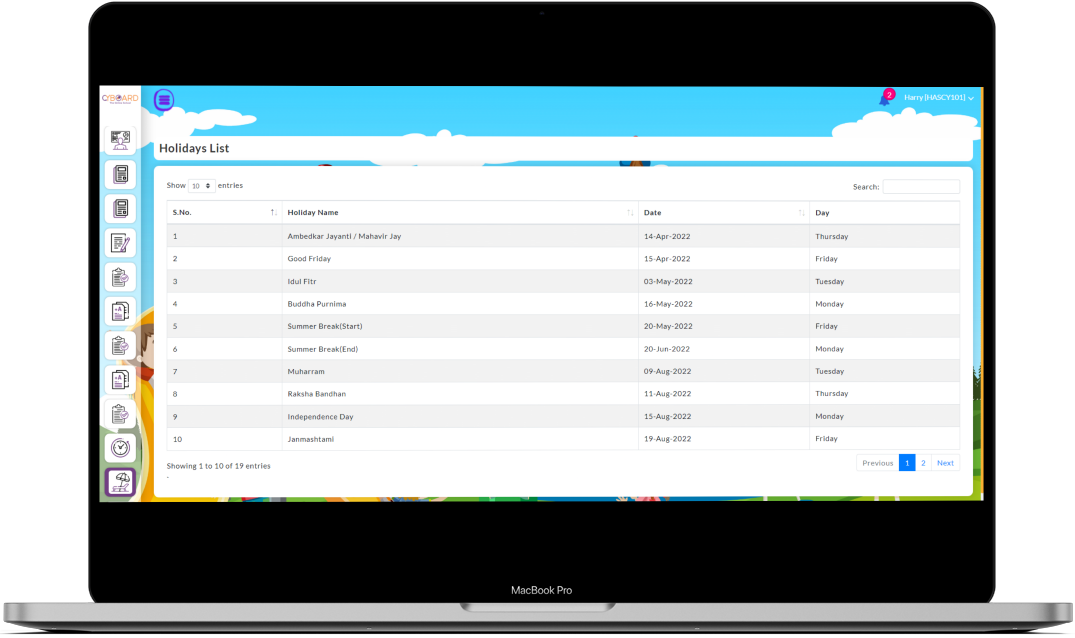 CYBOARD
2
Harry [HASCY101]
Holidays List
Show 10 entries
Search:
S.No. Holiday Name Date Day
1 Ambedkar Jayanti / Mahavir Jay 14-Apr-2022 Thursday
2 Good Friday 15-Apr-2022 Friday
3 Idul Fitr 03-May-2022 Tuesday
4 Buddha Purnima 16-May-2022 Monday
5 Summer Break(Start) 20-May-2022 Friday
6 Summer Break(End) 20-Jun-2022 Monday
7 Muharram 09-Aug-2022 Tuesday
8 Raksha Bandhan 11-Aug-2022 Thursday
9 Independence Day 15-Aug-2022 Monday
10 Janmashtami 19-Aug-2022 Friday
Showing 1 to 10 of 19 entries
Previous 1 2 Next
MacBook Pro